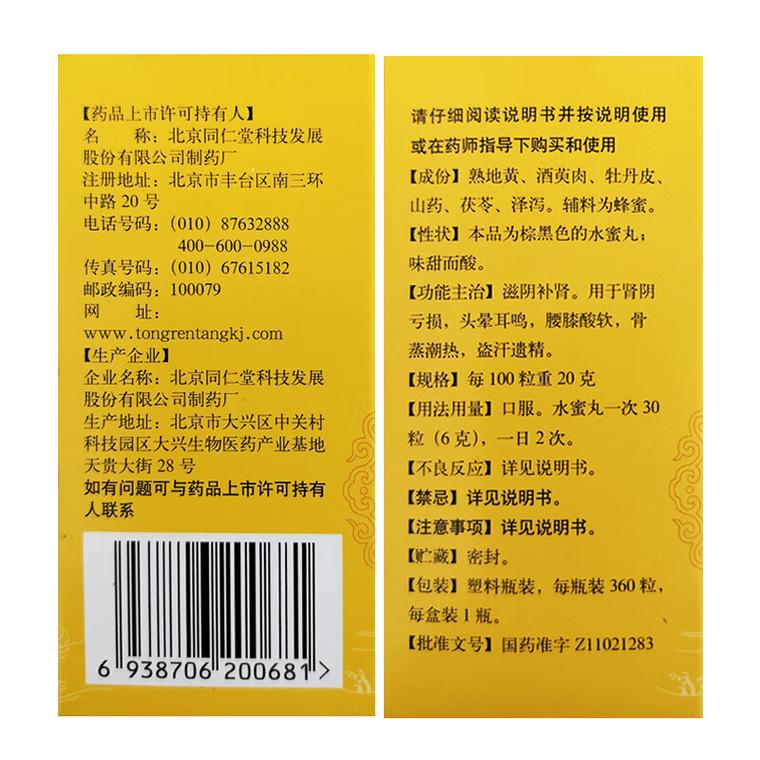 【药品上市许可持有人】
名　　称：北京同仁堂科技发展
股份有限公司制药厂
注册地址：北京市丰台区南三环
中路 20 号
电话号码：（010）87632888
400-600-0988
传真号码：（010）67615182
邮政编码：100079
网　　址：
www.tongrentangkj.com
【生产企业】
企业名称：北京同仁堂科技发展
股份有限公司制药厂
生产地址：北京市大兴区中关村
科技园区大兴生物医药产业基地
天贵大街 28 号
如有问题可与药品上市许可持有
人联系
6 938706 200681 >
请仔细阅读说明书并按说明使用
或在药师指导下购买和使用
【成份】熟地黄、酒萸肉、牡丹皮、
山药、茯苓、泽泻。辅料为蜂蜜。
【性状】本品为棕黑色的水蜜丸；
味甜而酸。
【功能主治】滋阴补肾。用于肾阴
亏损，头晕耳鸣，腰膝酸软，骨
蒸潮热，盗汗遗精。
【规格】每 100 粒重 20 克
【用法用量】口服。水蜜丸一次 30
粒（6 克），一日 2 次。
【不良反应】详见说明书。
【禁忌】详见说明书。
【注意事项】详见说明书。
【贮藏】密封。
【包装】塑料瓶装，每瓶装 360 粒，
每盒装 1 瓶。
【批准文号】国药准字 Z11021283